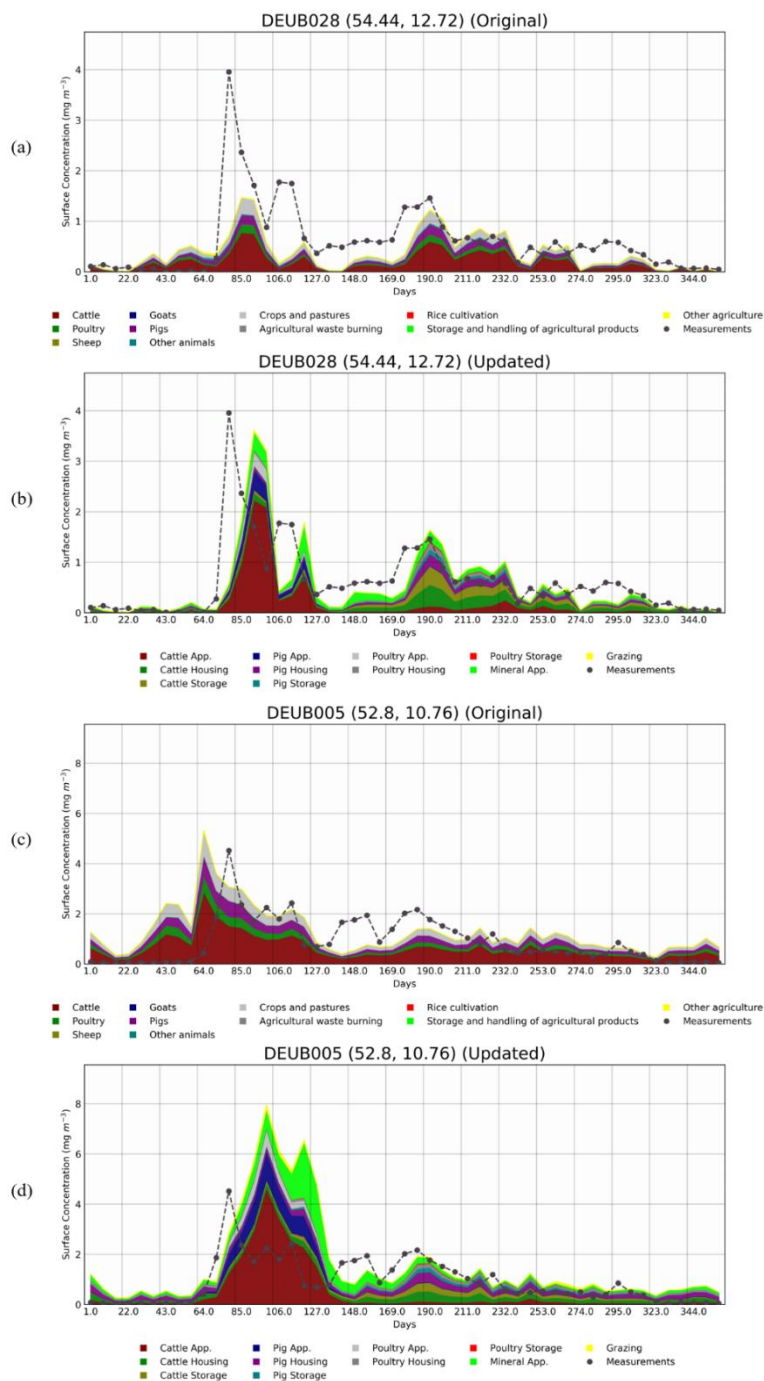 (a)
DEUB028 (54.44, 12.72) (Original)
Surface Concentration (mg m⁻³)
4
3
2
1
0
1.0 22.0 43.0 64.0 85.0 106.0 127.0 148.0 169.0 190.0 211.0 232.0 253.0 274.0 295.0 323.0 344.0
Days
Cattle Goats Crops and pastures Rice cultivation Other agriculture
Poultry Pigs Agricultural waste burning Storage and handling of agricultural products Measurements
Sheep Other animals
(b)
DEUB028 (54.44, 12.72) (Updated)
Surface Concentration (mg m⁻³)
4
3
2
1
0
1.0 22.0 43.0 64.0 85.0 106.0 127.0 148.0 169.0 190.0 211.0 232.0 253.0 274.0 295.0 323.0 344.0
Days
Cattle App. Pig App. Poultry App. Poultry Storage Grazing
Cattle Housing Pig Housing Poultry Housing Mineral App. Measurements
Cattle Storage Pig Storage
(c)
DEUB005 (52.8, 10.76) (Original)
Surface Concentration (mg m⁻³)
8
6
4
2
0
1.0 22.0 43.0 64.0 85.0 106.0 127.0 148.0 169.0 190.0 211.0 232.0 253.0 274.0 295.0 323.0 344.0
Days
Cattle Goats Crops and pastures Rice cultivation Other agriculture
Poultry Pigs Agricultural waste burning Storage and handling of agricultural products Measurements
Sheep Other animals
(d)
DEUB005 (52.8, 10.76) (Updated)
Surface Concentration (mg m⁻³)
8
6
4
2
0
1.0 22.0 43.0 64.0 85.0 106.0 127.0 148.0 169.0 190.0 211.0 232.0 253.0 274.0 295.0 323.0 344.0
Days
Cattle App. Pig App. Poultry App. Poultry Storage Grazing
Cattle Housing Pig Housing Poultry Housing Mineral App. Measurements
Cattle Storage Pig Storage